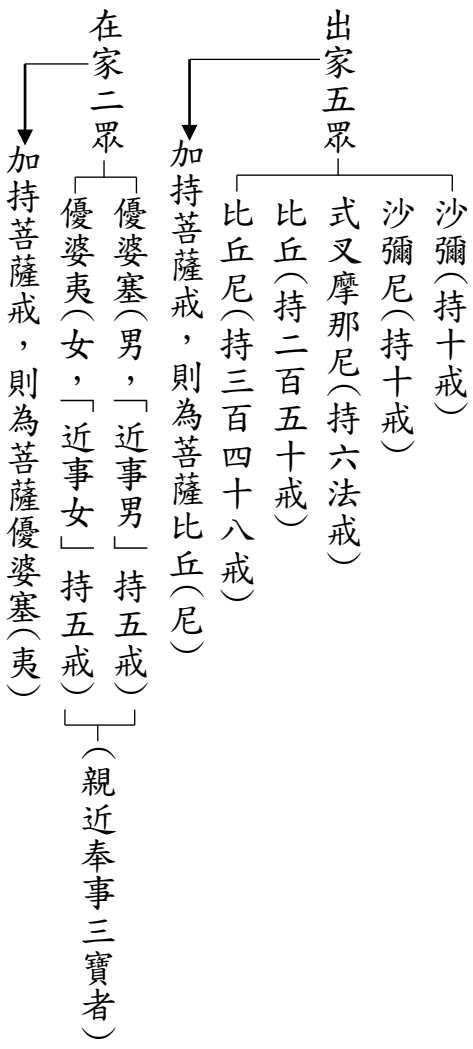 出家五眾
沙彌(持十戒)
沙彌尼(持十戒)
式叉摩那尼(持六法戒)
比丘(持二百五十戒)
比丘尼(持三百四十八戒)
加持菩薩戒，則為菩薩比丘(尼)
在家二眾
優婆塞(男，「近事男」持五戒)
優婆夷(女，「近事女」持五戒)
(親近奉事三寶者)
加持菩薩戒，則為菩薩優婆塞(夷)